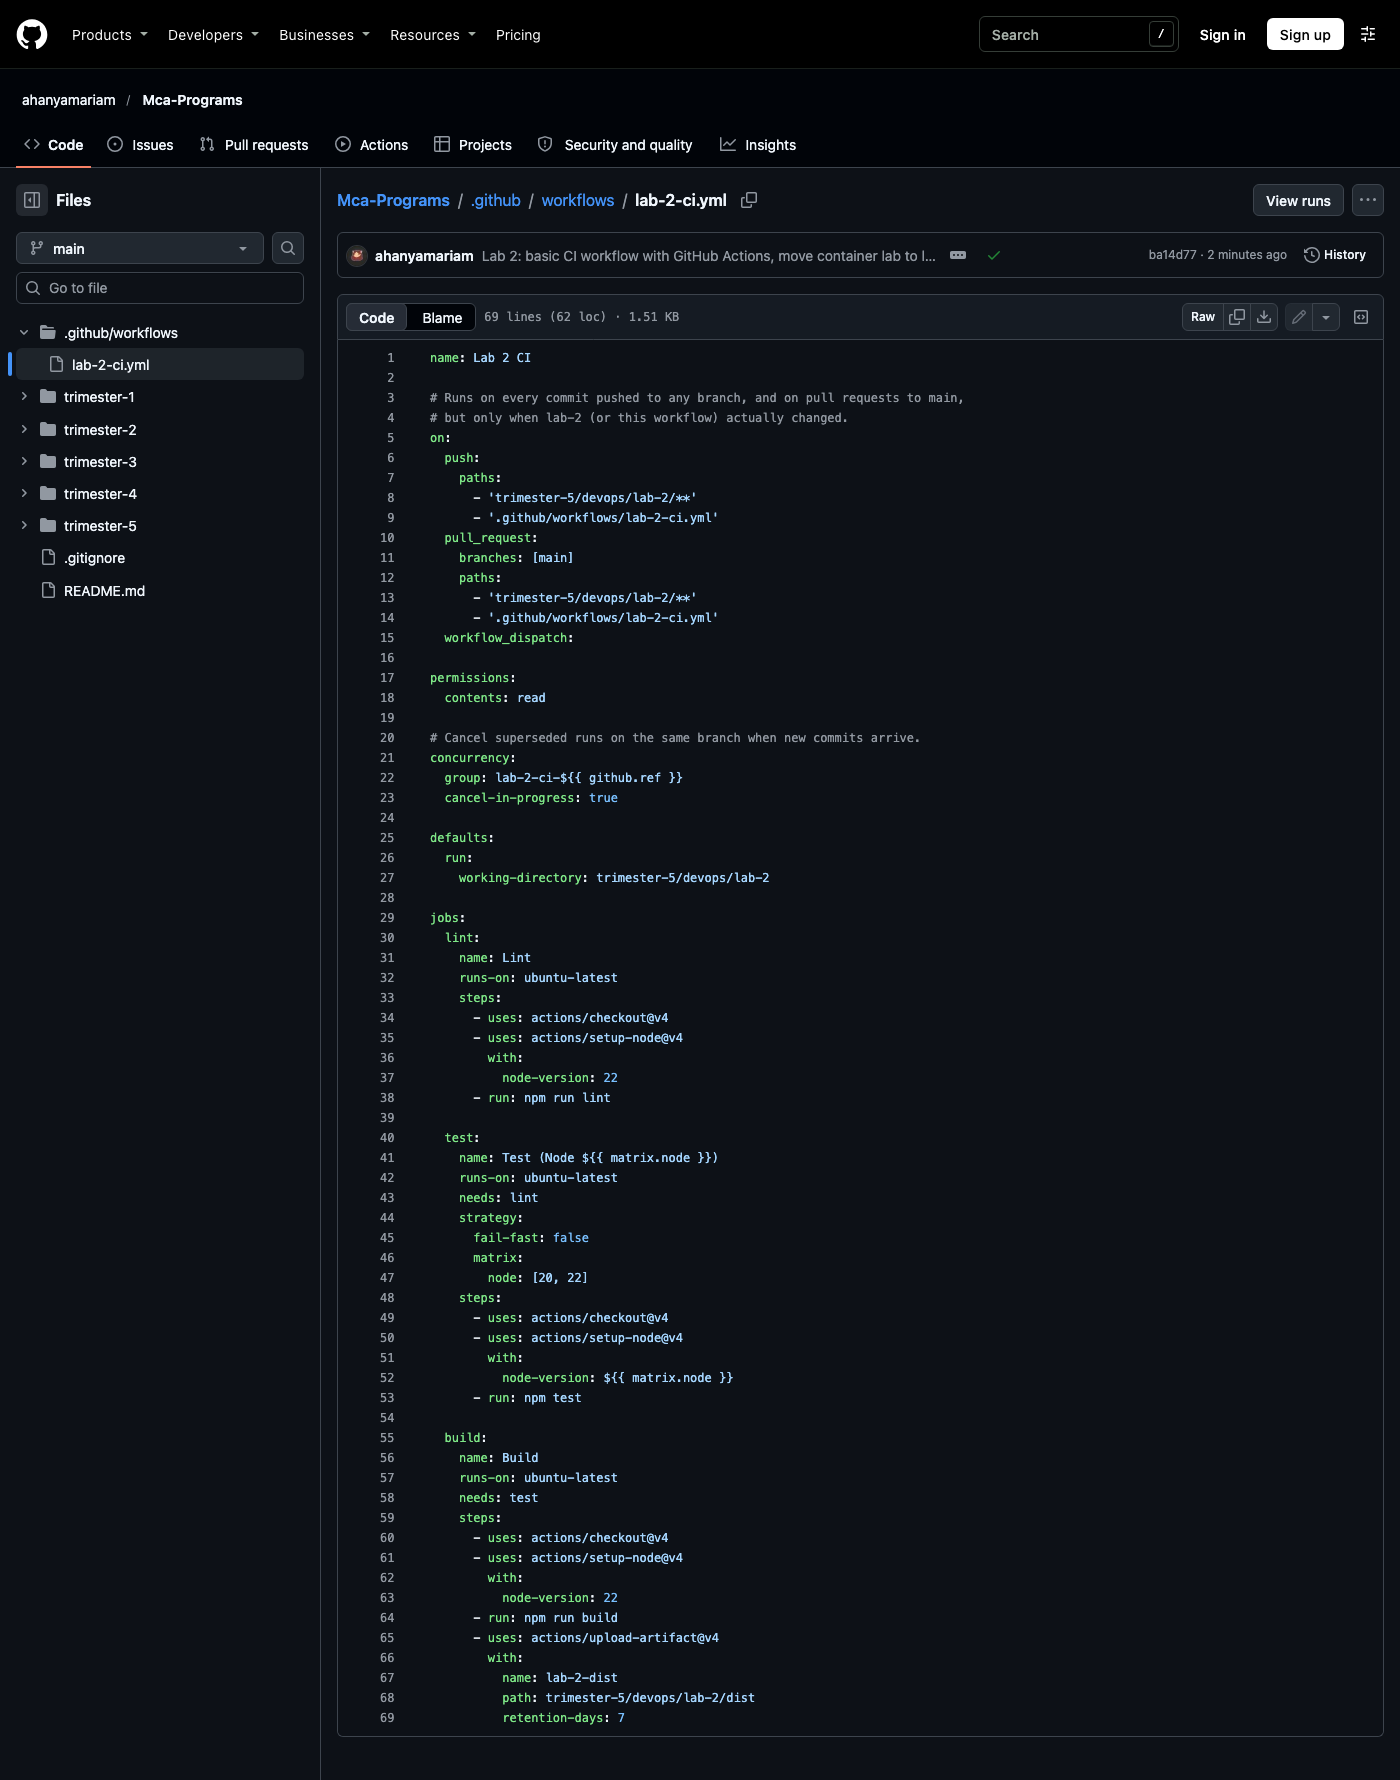 Products
Developers
Businesses
Resources
Pricing
Search
/
Sign in
Sign up
ahanyamariam / Mca-Programs
Code
Issues
Pull requests
Actions
Projects
Security and quality
Insights
Files
main
Go to file
.github/workflows
lab-2-ci.yml
trimester-1
trimester-2
trimester-3
trimester-4
trimester-5
.gitignore
README.md
Mca-Programs / .github / workflows / lab-2-ci.yml
View runs
ahanyamariam Lab 2: basic CI workflow with GitHub Actions, move container lab to l...
ba14d77 · 2 minutes ago
History
Code
Blame
69 lines (62 loc) · 1.51 KB
Raw
1 name: Lab 2 CI
2
3 # Runs on every commit pushed to any branch, and on pull requests to main,
4 # but only when lab-2 (or this workflow) actually changed.
5 on:
6   push:
7     paths:
8       - 'trimester-5/devops/lab-2/**'
9       - '.github/workflows/lab-2-ci.yml'
10   pull_request:
11     branches: [main]
12     paths:
13       - 'trimester-5/devops/lab-2/**'
14       - '.github/workflows/lab-2-ci.yml'
15   workflow_dispatch:
16
17 permissions:
18   contents: read
19
20 # Cancel superseded runs on the same branch when new commits arrive.
21 concurrency:
22   group: lab-2-ci-${{ github.ref }}
23   cancel-in-progress: true
24
25 defaults:
26   run:
27     working-directory: trimester-5/devops/lab-2
28
29 jobs:
30   lint:
31     name: Lint
32     runs-on: ubuntu-latest
33     steps:
34       - uses: actions/checkout@v4
35       - uses: actions/setup-node@v4
36         with:
37           node-version: 22
38       - run: npm run lint
39
40   test:
41     name: Test (Node ${{ matrix.node }})
42     runs-on: ubuntu-latest
43     needs: lint
44     strategy:
45       fail-fast: false
46       matrix:
47         node: [20, 22]
48     steps:
49       - uses: actions/checkout@v4
50       - uses: actions/setup-node@v4
51         with:
52           node-version: ${{ matrix.node }}
53       - run: npm test
54
55   build:
56     name: Build
57     runs-on: ubuntu-latest
58     needs: test
59     steps:
60       - uses: actions/checkout@v4
61       - uses: actions/setup-node@v4
62         with:
63           node-version: 22
64       - run: npm run build
65       - uses: actions/upload-artifact@v4
66         with:
67           name: lab-2-dist
68           path: trimester-5/devops/lab-2/dist
69           retention-days: 7